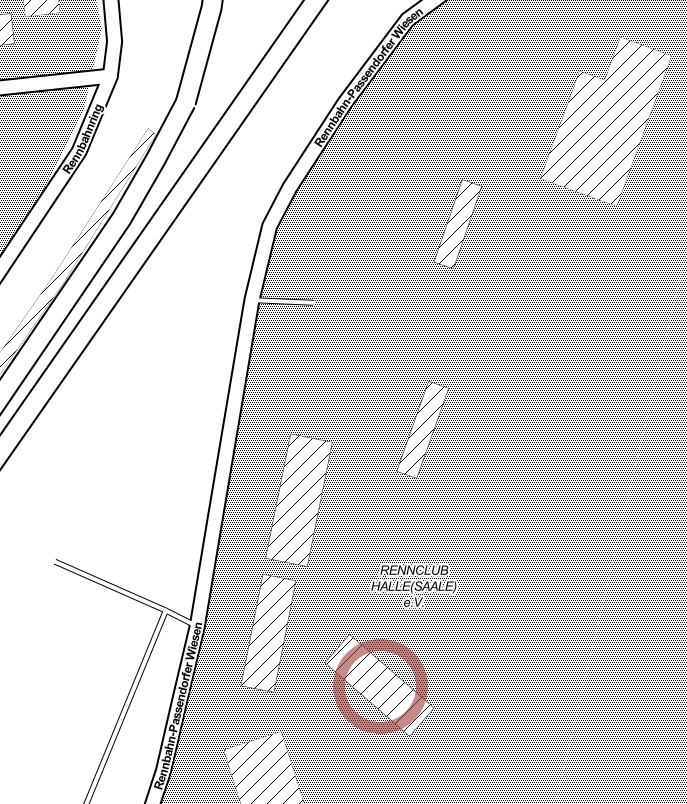 Rennbahn-Passendorfer Wiesen
Rennbahnring
RENNCLUB
HALLE(SAALE)
e.V.
Rennbahn-Passendorfer Wiesen